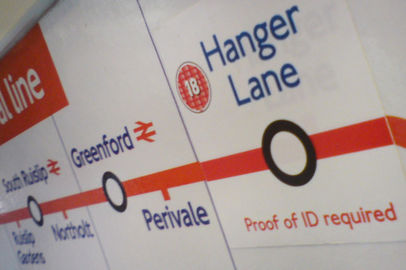 al line
South Ruislip
Ruislip
Gardens
Northolt
Greenford
Perivale
18
Hanger
Lane
Proof of ID required